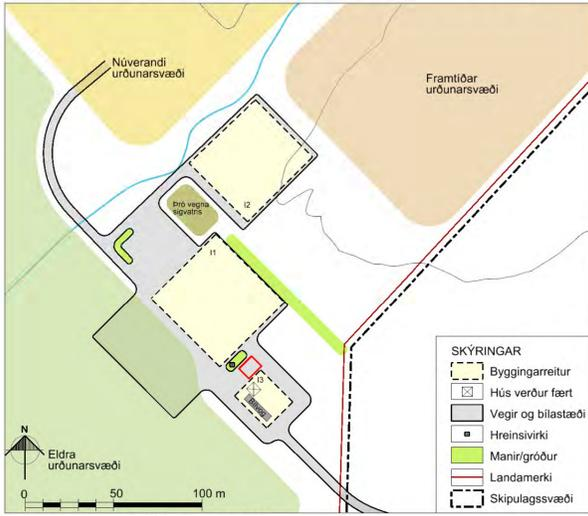 Núverandi
urðunarsvæði
Framtíðar
urðunarsvæði
I2
Þró vegna
sigvatns
I1
I3
Bílavog
N
Eldra
urðunarsvæði
0 50 100 m
SKÝRINGAR
Byggingarreitur
Hús verður fært
Vegir og bílastæði
Hreinsivirki
Manir/gróður
Landamerki
Skipulagssvæði